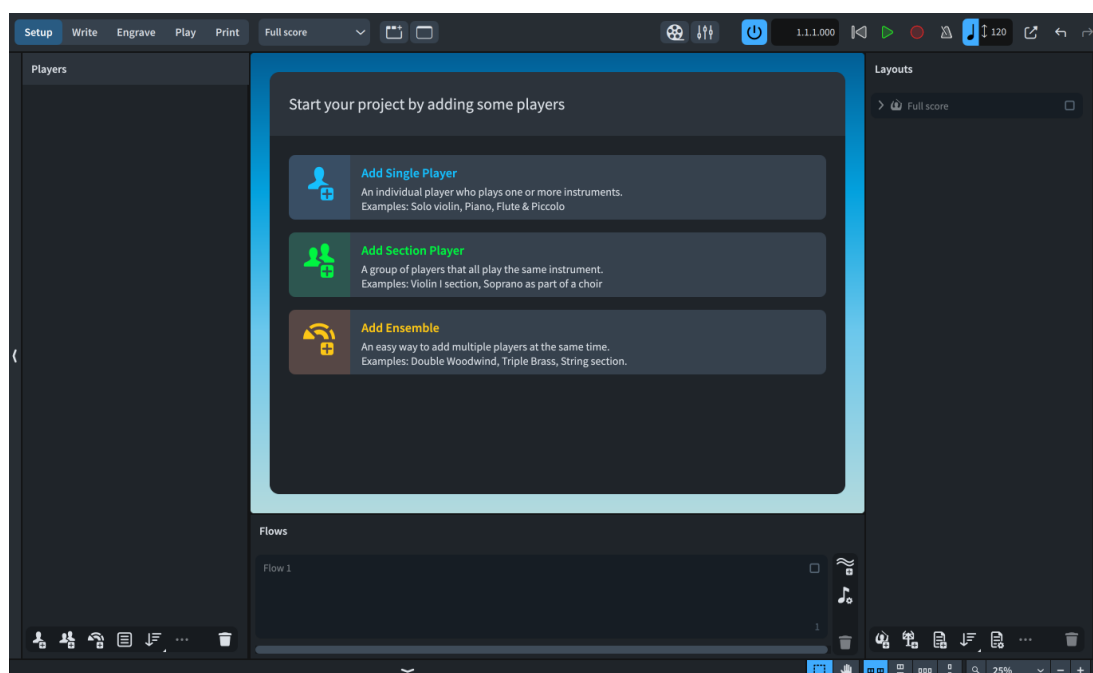 Setup Write Engrave Play Print Full score 1.1.1.000 120
Players
Layouts
Full score
Start your project by adding some players
Add Single Player
An individual player who plays one or more instruments.
Examples: Solo violin, Piano, Flute & Piccolo
Add Section Player
A group of players that all play the same instrument.
Examples: Violin I section, Soprano as part of a choir
Add Ensemble
An easy way to add multiple players at the same time.
Examples: Double Woodwind, Triple Brass, String section.
Flows
Flow 1
1
25%